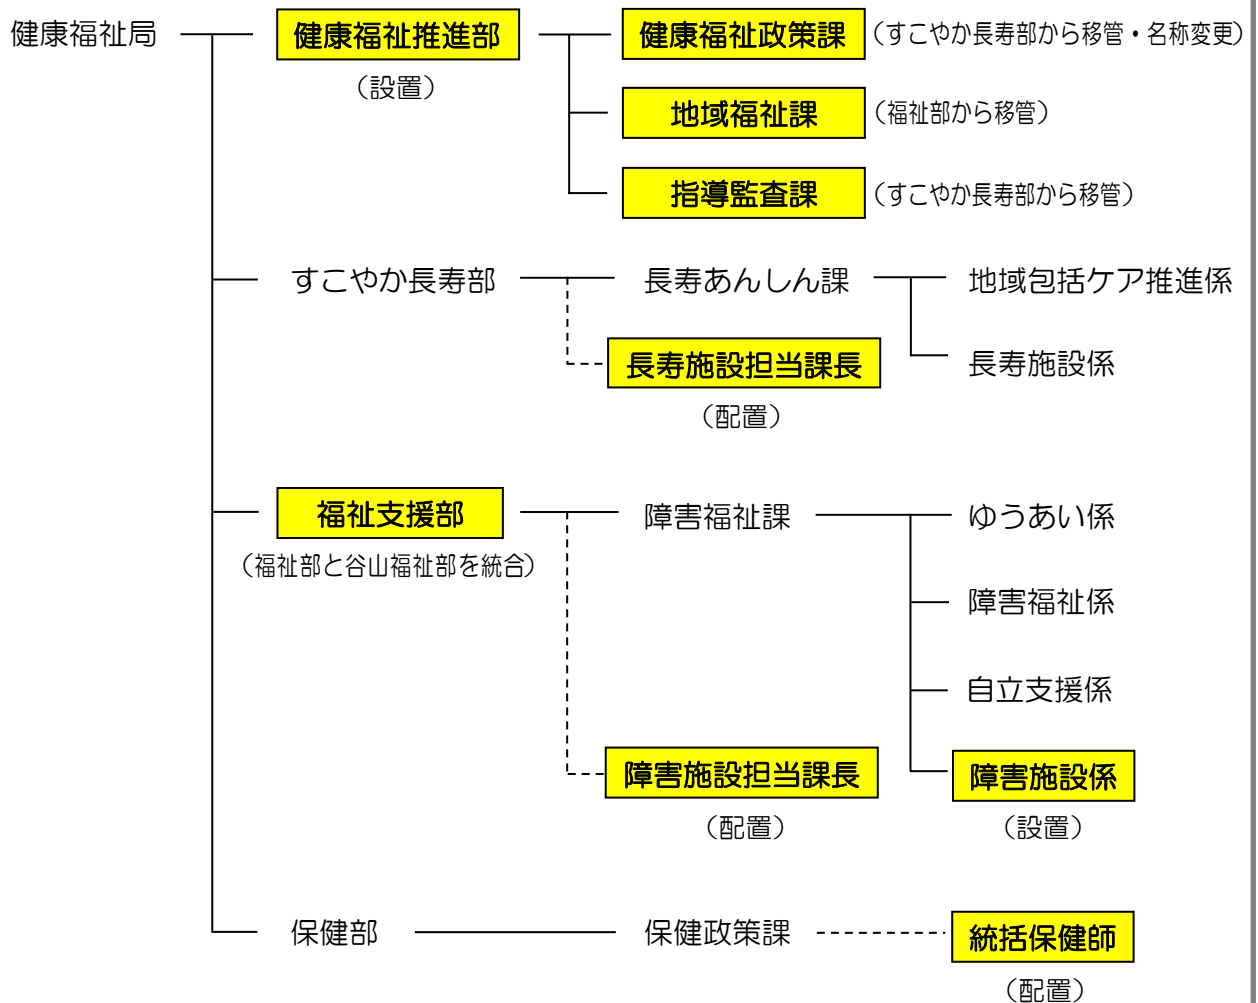 健康福祉局
健康福祉推進部
（設置）
健康福祉政策課
（すこやか長寿部から移管・名称変更）
地域福祉課
（福祉部から移管）
指導監査課
（すこやか長寿部から移管）
すこやか長寿部
長寿あんしん課
地域包括ケア推進係
長寿施設係
長寿施設担当課長
（配置）
福祉支援部
（福祉部と谷山福祉部を統合）
障害福祉課
ゆうあい係
障害福祉係
自立支援係
障害施設担当課長
（配置）
障害施設係
（設置）
保健部
保健政策課
統括保健師
（配置）